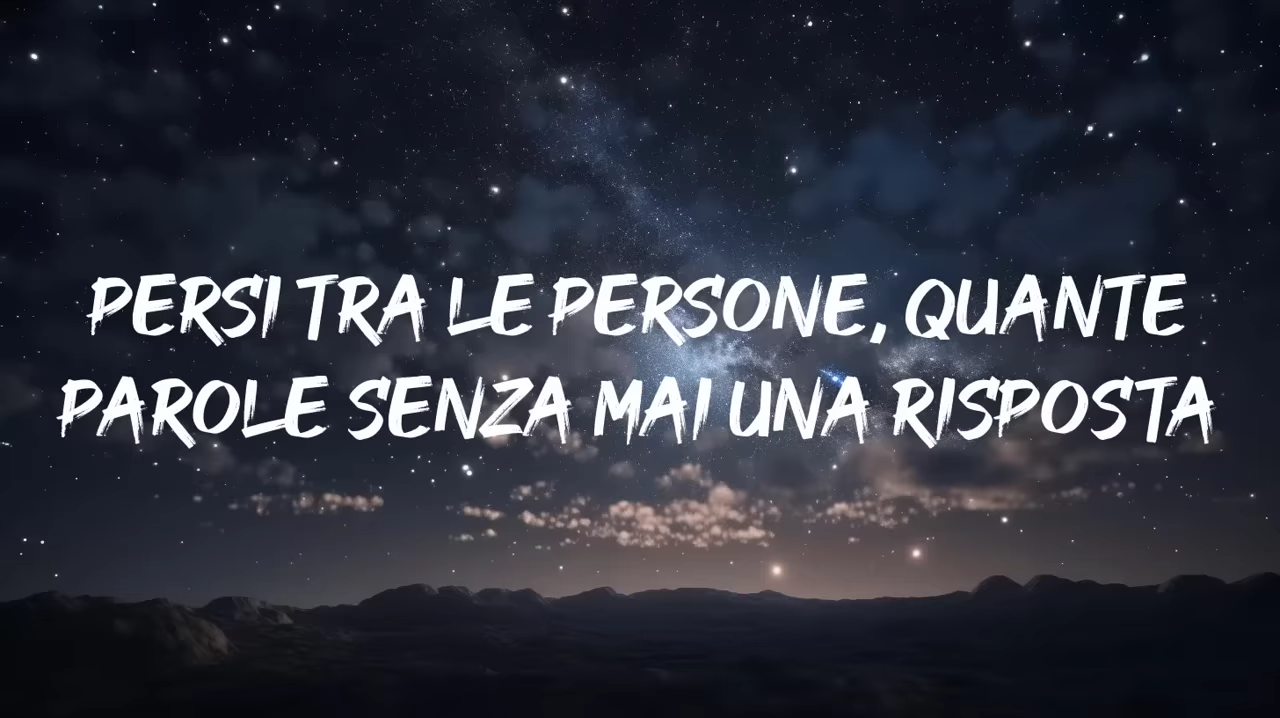 PERSI TRA LE PERSONE, QUANTE
PAROLE SENZA MAI UNA RISPOSTA